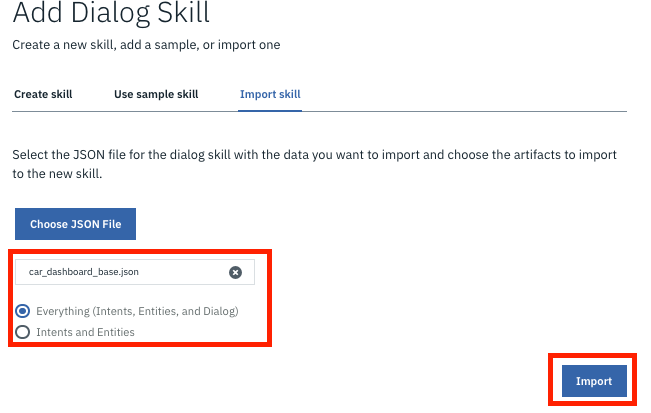 Add Dialog Skill
Create a new skill, add a sample, or import one
Create skill Use sample skill Import skill
Select the JSON file for the dialog skill with the data you want to import and choose the artifacts to import
to the new skill.
Choose JSON File
car_dashboard_base.json
Everything (Intents, Entities, and Dialog)
Intents and Entities
Import